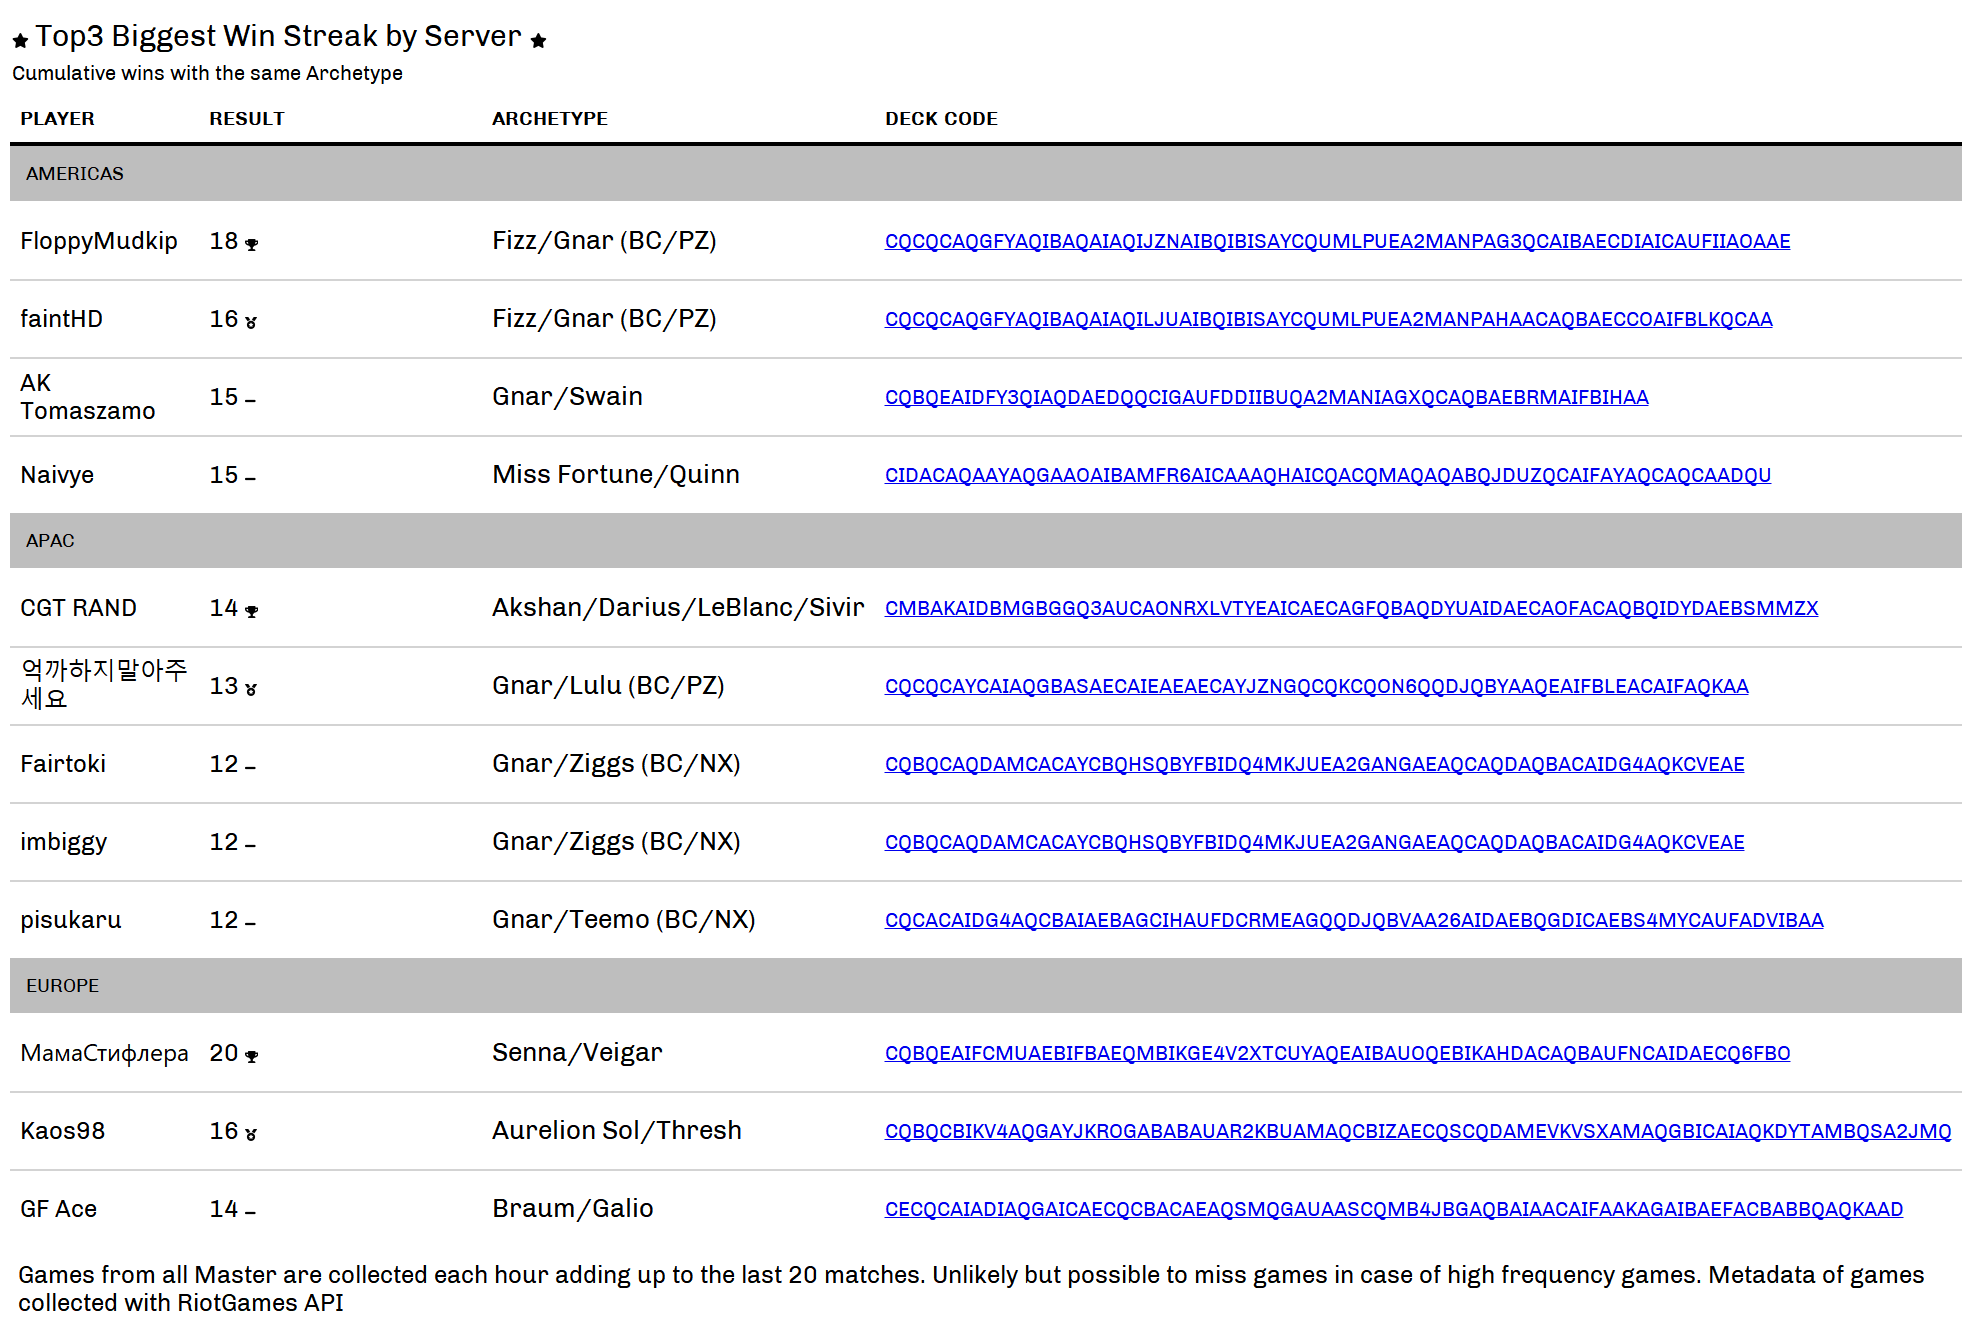 ★ Top3 Biggest Win Streak by Server ★
Cumulative wins with the same Archetype
PLAYER RESULT ARCHETYPE DECK CODE
AMERICAS
FloppyMudkip 18 Fizz/Gnar (BC/PZ) CQCQCAQGFYAQIBAQAIAQIJZNAIBQIBISAYCQUMLPUEA2MANPAG3QCAIBAECDIAICAUFIIAOAAE
faintHD 16 Fizz/Gnar (BC/PZ) CQCQCAQGFYAQIBAQAIAQILJUAIBQIBISAYCQUMLPUEA2MANPAHAACAQBAECCOAIFBLKQCAA
AK
Tomaszamo 15 – Gnar/Swain CQBQEAIDFY3QIAQDAEDQQCIGAUFDDIIBUQA2MANIAGXQCAQBAEBRMAIFBIHAA
Naivye 15 – Miss Fortune/Quinn CIDACAQAAYAQGAAOAIBAMFR6AICAAAQHAICQACQMAQAQABQJDUZQCAIFAYAQCAQCAADQU
APAC
CGT RAND 14 Akshan/Darius/LeBlanc/Sivir CMBAKAIDBMGBGGQ3AUCAONRXLVTYEAICAECAGFQBAQDYUAIDAECAOFACAQBQIDYDAEBSMMZX
억까하지말아주
세요 13 Gnar/Lulu (BC/PZ) CQCQCAYCAIAQGBASAECAIEAEAECAYJZNGQCQKCQON6QQDJQBYAAQEAIFBLEACAIFAQKAA
Fairtoki 12 – Gnar/Ziggs (BC/NX) CQBQCAQDAMCACAYCBQHSQBYFBIDQ4MKJUEA2GANGAEAQCAQDAQBACAIDG4AQKCVEAE
imbiggy 12 – Gnar/Ziggs (BC/NX) CQBQCAQDAMCACAYCBQHSQBYFBIDQ4MKJUEA2GANGAEAQCAQDAQBACAIDG4AQKCVEAE
pisukaru 12 – Gnar/Teemo (BC/NX) CQCACAIDG4AQCBAIAEBAGCIHAUFDCRMEAGQQDJQBVAA26AIDAEBQGDICAEBS4MYCAUFADVIBAA
EUROPE
МамаСтифлера 20 Senna/Veigar CQBQEAIFCMUAEBIFBAEQMBIKGE4V2XTCUYAQEAIBAUOQEBIKAHDACAQBAUFNCAIDAECQ6FBO
Kaos98 16 Aurelion Sol/Thresh CQBQCBIKV4AQGAYJKROGABABAUAR2KBUAMAQCBIZAECQSCQDAMEVKVSXAMAQGBICAIAQKDYTAMBQSA2JMQ
GF Ace 14 – Braum/Galio CECQCAIADIAQGAICAECQCBACAEAQSMQGAUAASCQMB4JBGAQBAIAACAIFAAKAGAIBAEFACBABBQAQKAAD
Games from all Master are collected each hour adding up to the last 20 matches. Unlikely but possible to miss games in case of high frequency games. Metadata of games
collected with RiotGames API